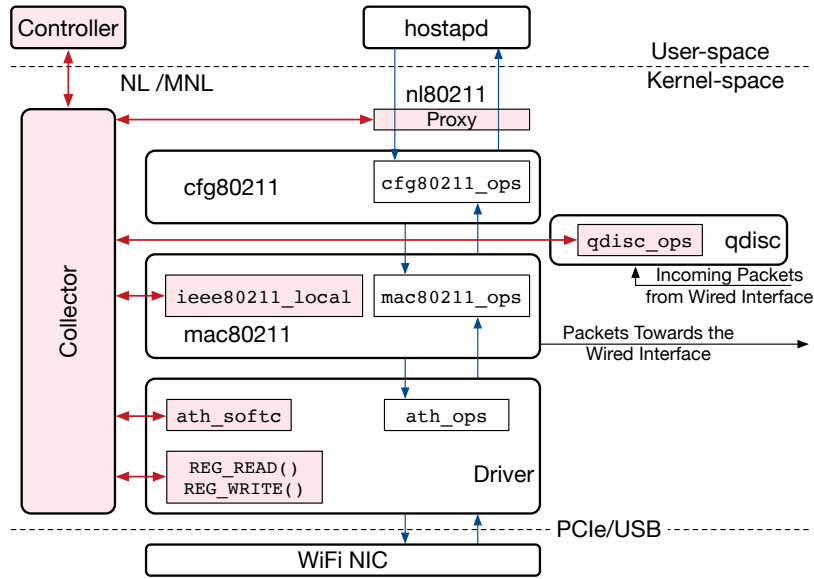 Controller
hostapd
User-space
NL /MNL
Kernel-space
nl80211
Proxy
cfg80211
cfg80211_ops
qdisc_ops
qdisc
Incoming Packets
from Wired Interface
Collector
ieee80211_local
mac80211_ops
mac80211
Packets Towards the
Wired Interface
ath_softc
ath_ops
REG_READ()
REG_WRITE()
Driver
PCIe/USB
WiFi NIC